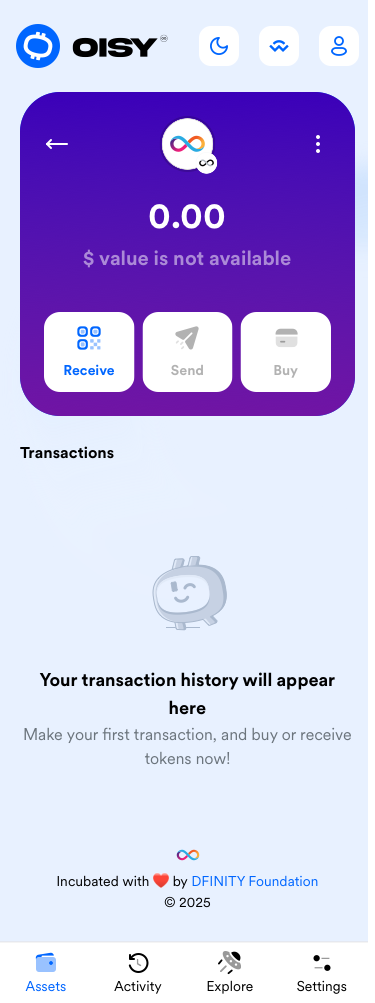 OISY
0.00
$ value is not available
Receive
Send
Buy
Transactions
Your transaction history will appear
here
Make your first transaction, and buy or receive
tokens now!
Incubated with ❤️ by DFINITY Foundation
© 2025
Assets
Activity
Explore
Settings